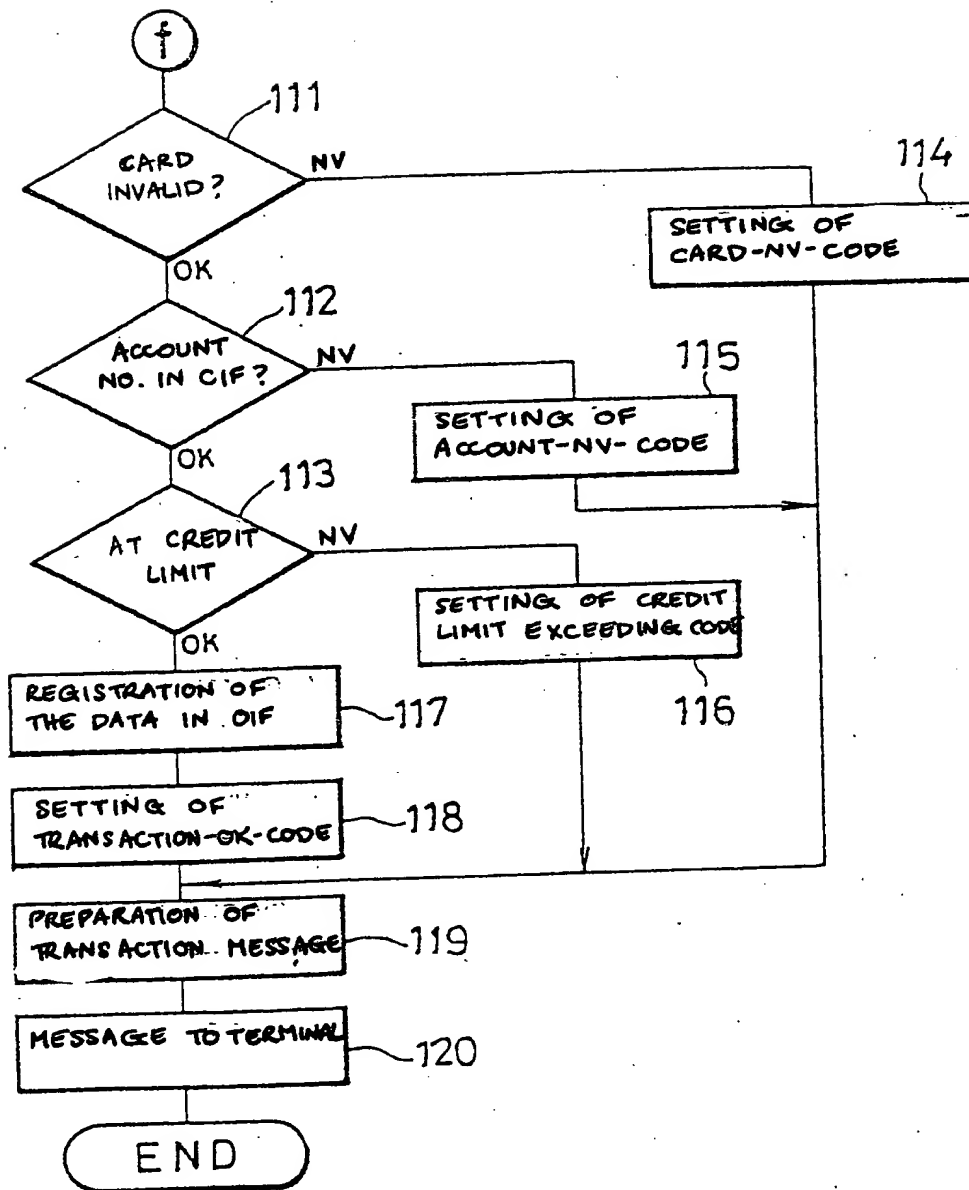 f
111
CARD
INVALID?
NV
114
SETTING OF
CARD-NV-CODE
OK
112
ACCOUNT
NO. IN CIF?
NV
115
SETTING OF
ACCOUNT-NV-CODE
OK
113
AT CREDIT
LIMIT
NV
SETTING OF CREDIT
LIMIT EXCEEDING CODE
116
OK
REGISTRATION OF
THE DATA IN OIF
117
SETTING OF
TRANSACTION-OK-CODE
118
PREPARATION OF
TRANSACTION MESSAGE
119
MESSAGE TO TERMINAL
120
END